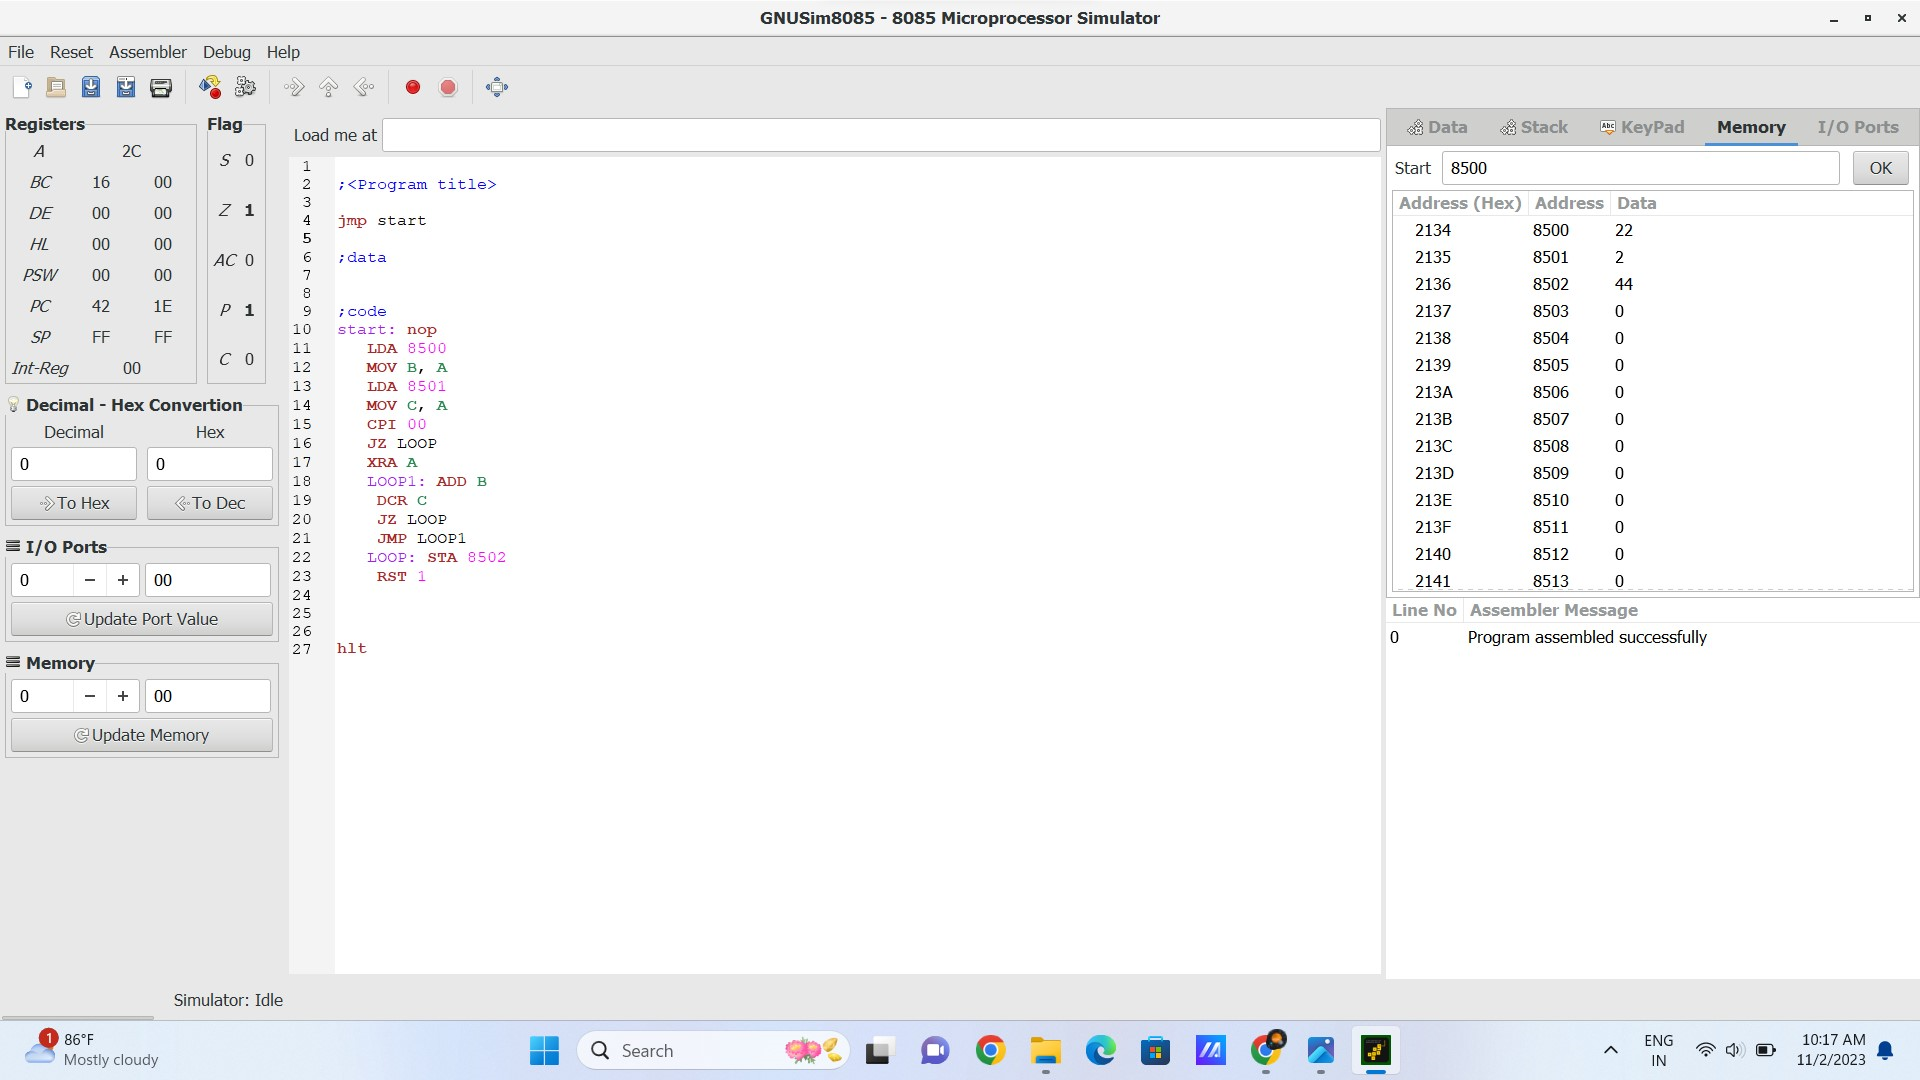 GNUSim8085 - 8085 Microprocessor Simulator
File Reset Assembler Debug Help
Registers
A 2C
BC 16 00
DE 00 00
HL 00 00
PSW 00 00
PC 42 1E
SP FF FF
Int-Reg 00
Flag
S 0
Z 1
AC 0
P 1
C 0
Decimal - Hex Convertion
Decimal Hex
0 0
To Hex To Dec
I/O Ports
0 − + 00
Update Port Value
Memory
0 − + 00
Update Memory
Load me at
1
2 ;<Program title>
3
4 jmp start
5
6 ;data
7
8
9 ;code
10 start: nop
11 LDA 8500
12 MOV B, A
13 LDA 8501
14 MOV C, A
15 CPI 00
16 JZ LOOP
17 XRA A
18 LOOP1: ADD B
19 DCR C
20 JZ LOOP
21 JMP LOOP1
22 LOOP: STA 8502
23 RST 1
24
25
26
27 hlt
Data Stack Abc KeyPad Memory I/O Ports
Start 8500 OK
Address (Hex) Address Data
2134 8500 22
2135 8501 2
2136 8502 44
2137 8503 0
2138 8504 0
2139 8505 0
213A 8506 0
213B 8507 0
213C 8508 0
213D 8509 0
213E 8510 0
213F 8511 0
2140 8512 0
2141 8513 0
Line No Assembler Message
0 Program assembled successfully
Simulator: Idle
1 86°F
Mostly cloudy
Search
ENG
IN
10:17 AM
11/2/2023